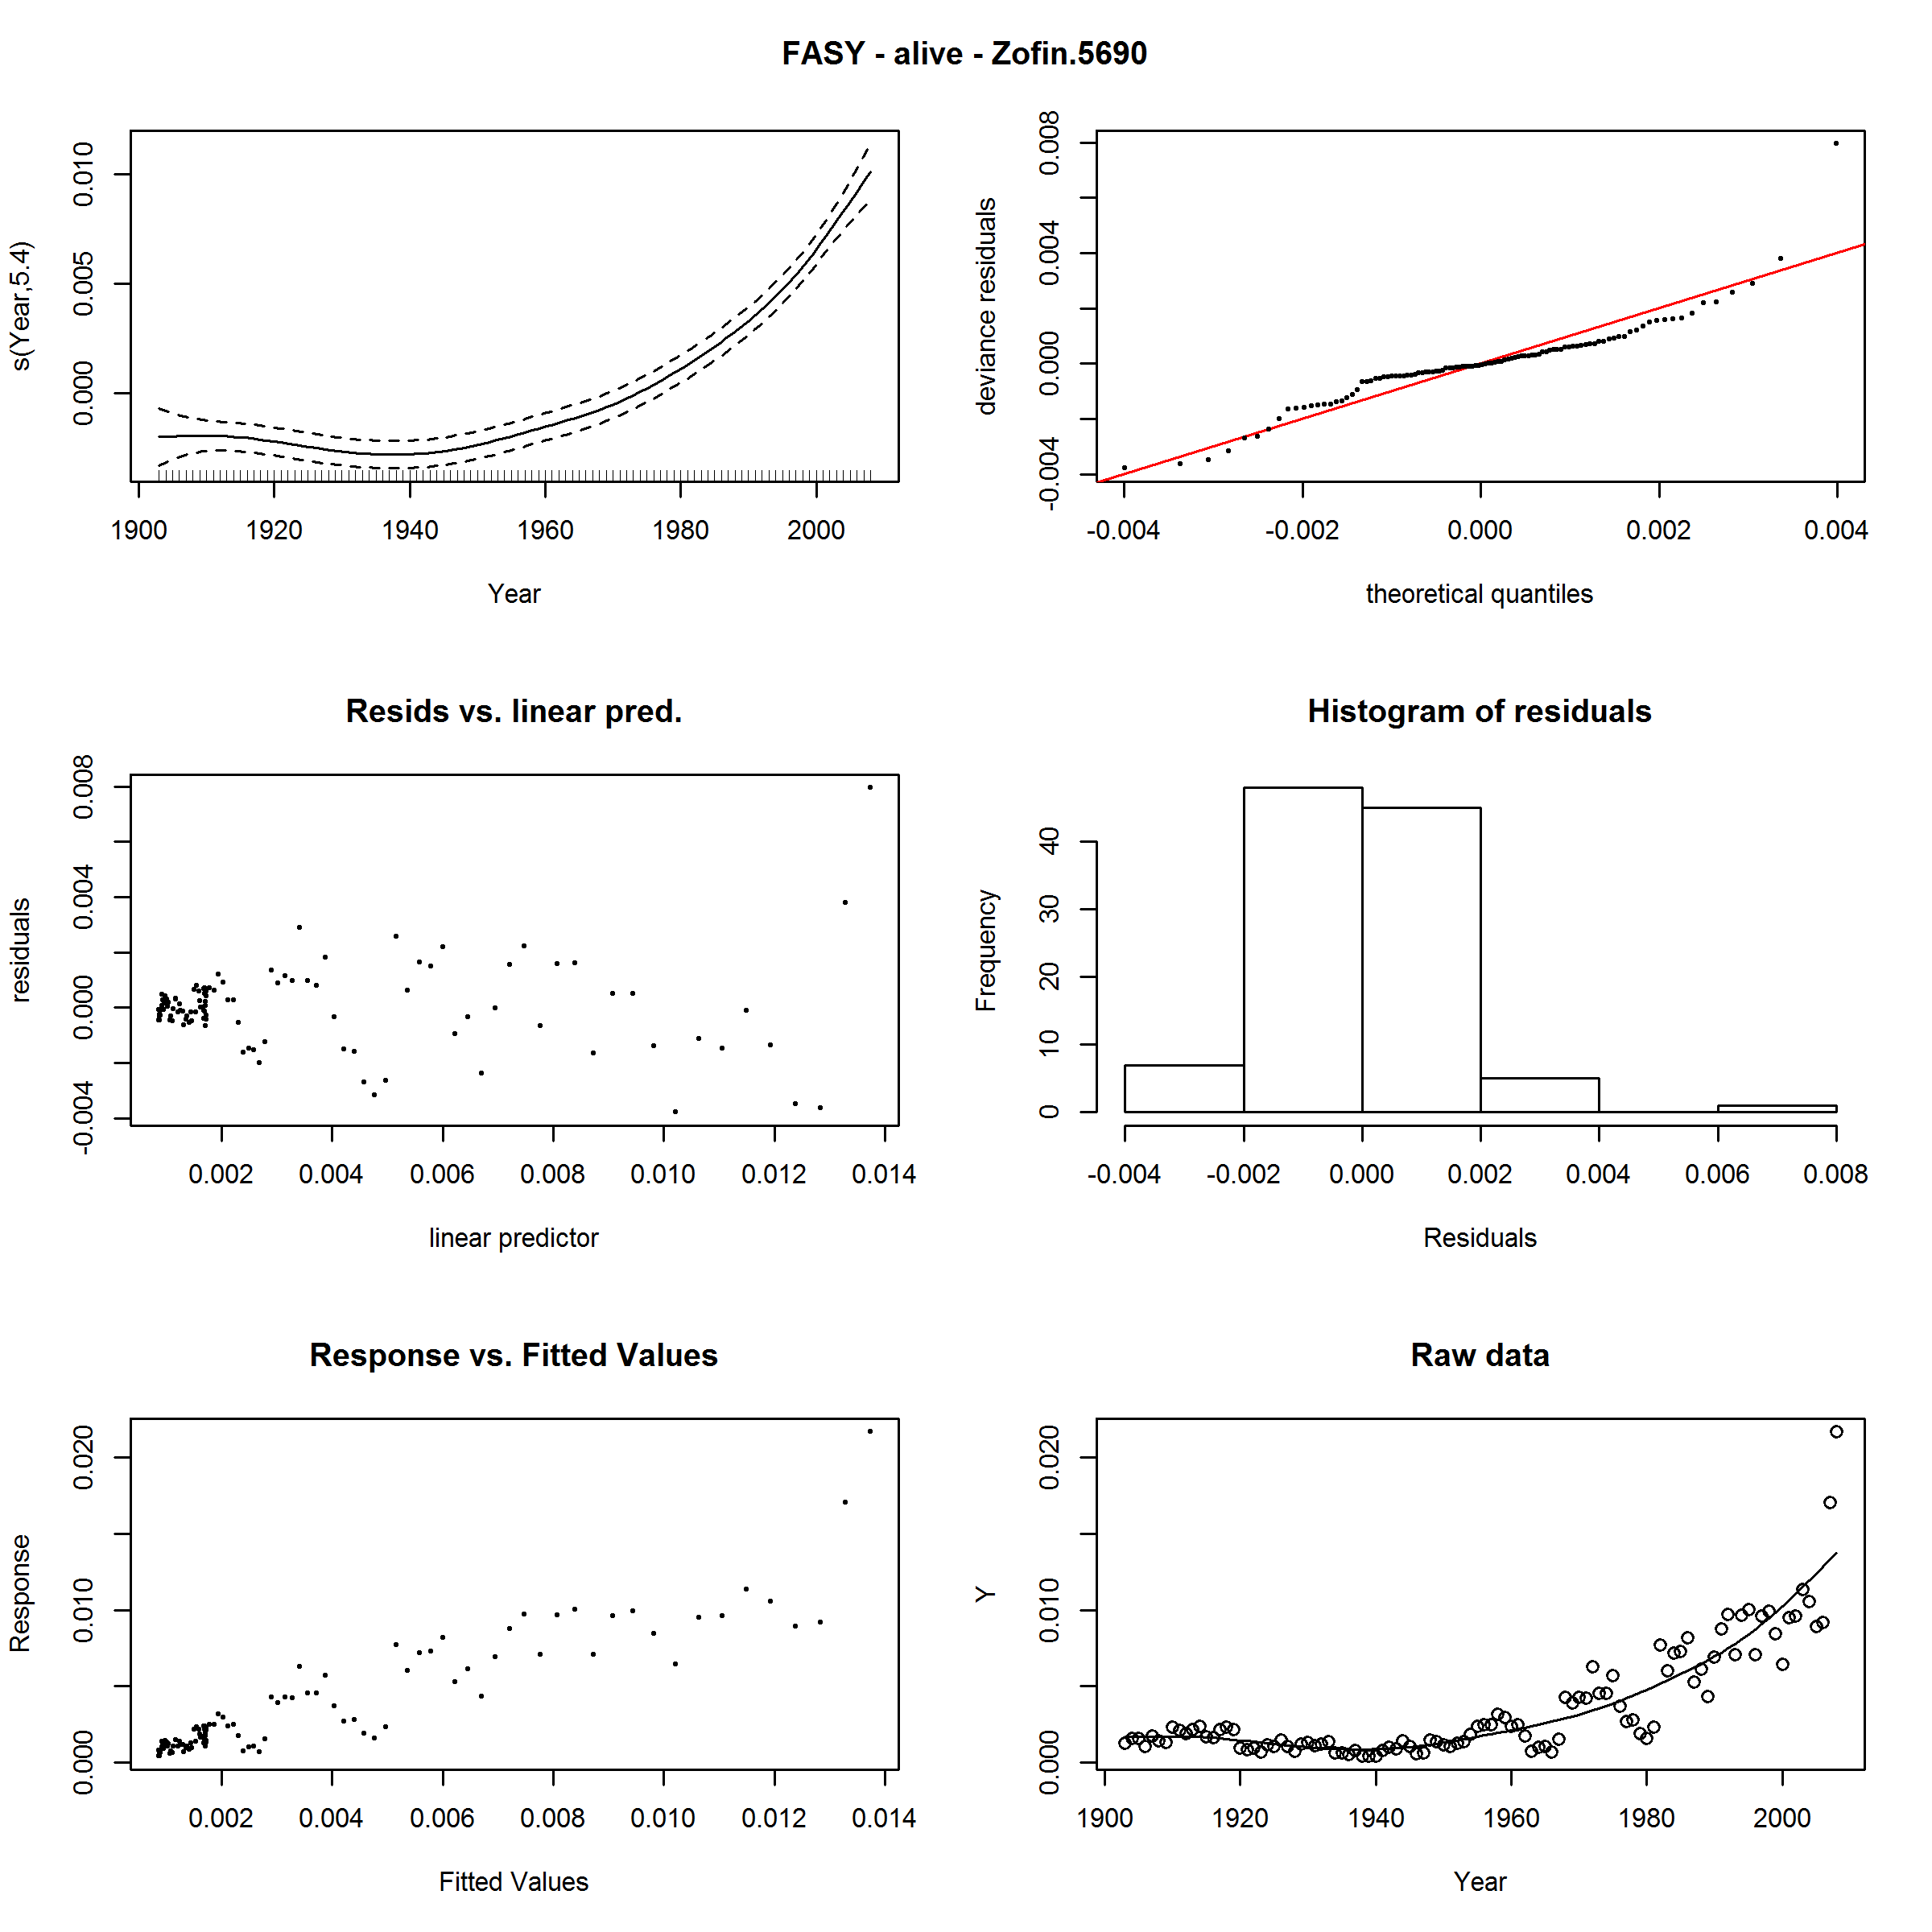 FASY - alive - Zofin.5690
s(Year,5.4)
0.000 0.005 0.010
1900 1920 1940 1960 1980 2000
Year
deviance residuals
-0.004 0.000 0.004 0.008
-0.004 -0.002 0.000 0.002 0.004
theoretical quantiles
Resids vs. linear pred.
residuals
-0.004 0.000 0.004 0.008
0.002 0.004 0.006 0.008 0.010 0.012 0.014
linear predictor
Histogram of residuals
Frequency
0 10 20 30 40
-0.004 -0.002 0.000 0.002 0.004 0.006 0.008
Residuals
Response vs. Fitted Values
Response
0.000 0.010 0.020
0.002 0.004 0.006 0.008 0.010 0.012 0.014
Fitted Values
Raw data
Y
0.000 0.010 0.020
1900 1920 1940 1960 1980 2000
Year